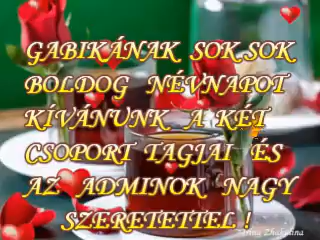 GABIKÁNAK SOK SOK
BOLDOG NÉVNAPOT
KÍVÁNUNK A KÉT
CSOPORT TAGJAI ÉS
AZ ADMINOK NAGY
SZERETETTEL !